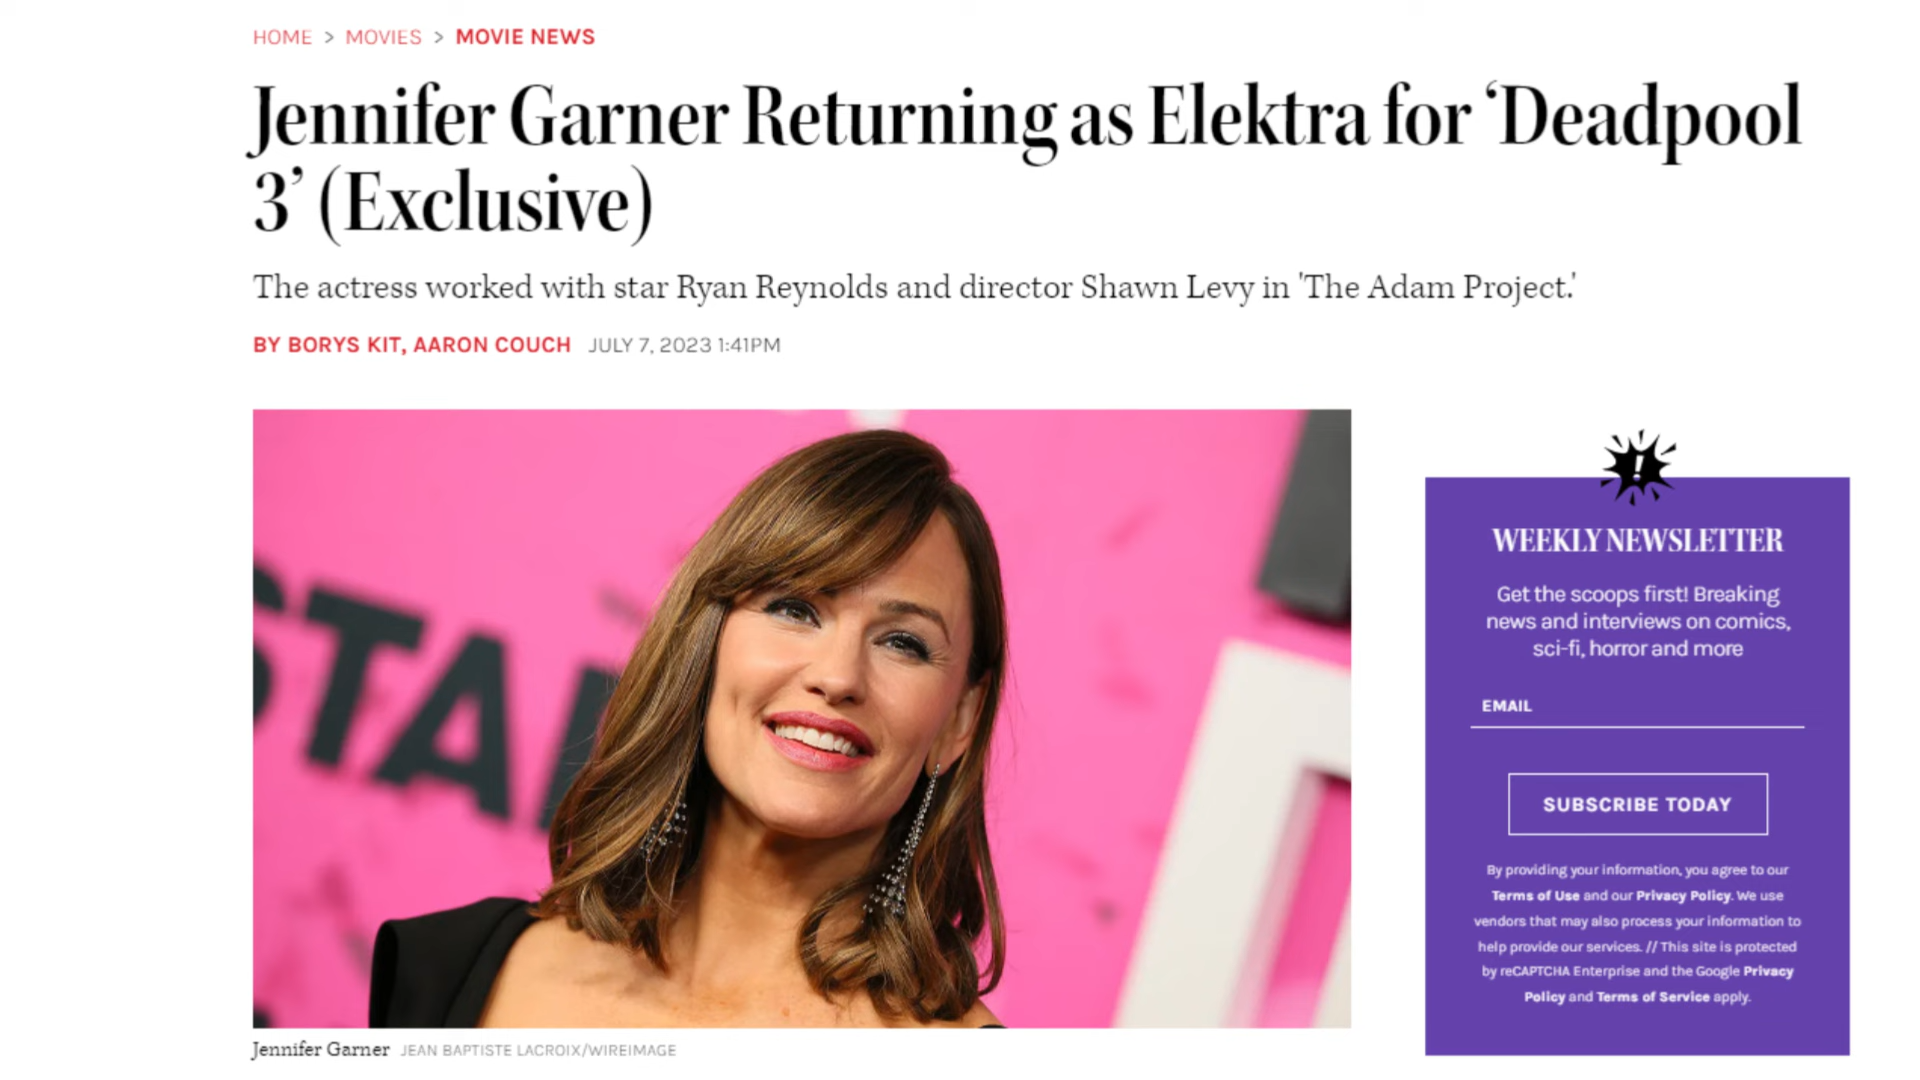 HOME > MOVIES > MOVIE NEWS
Jennifer Garner Returning as Elektra for ‘Deadpool
3’ (Exclusive)
The actress worked with star Ryan Reynolds and director Shawn Levy in 'The Adam Project.'
BY BORYS KIT, AARON COUCH JULY 7, 2023 1:41PM
STA
Jennifer Garner JEAN BAPTISTE LACROIX/WIREIMAGE
!
WEEKLY NEWSLETTER
Get the scoops first! Breaking
news and interviews on comics,
sci-fi, horror and more
EMAIL
SUBSCRIBE TODAY
By providing your information, you agree to our
Terms of Use and our Privacy Policy. We use
vendors that may also process your information to
help provide our services. // This site is protected
by reCAPTCHA Enterprise and the Google Privacy
Policy and Terms of Service apply.